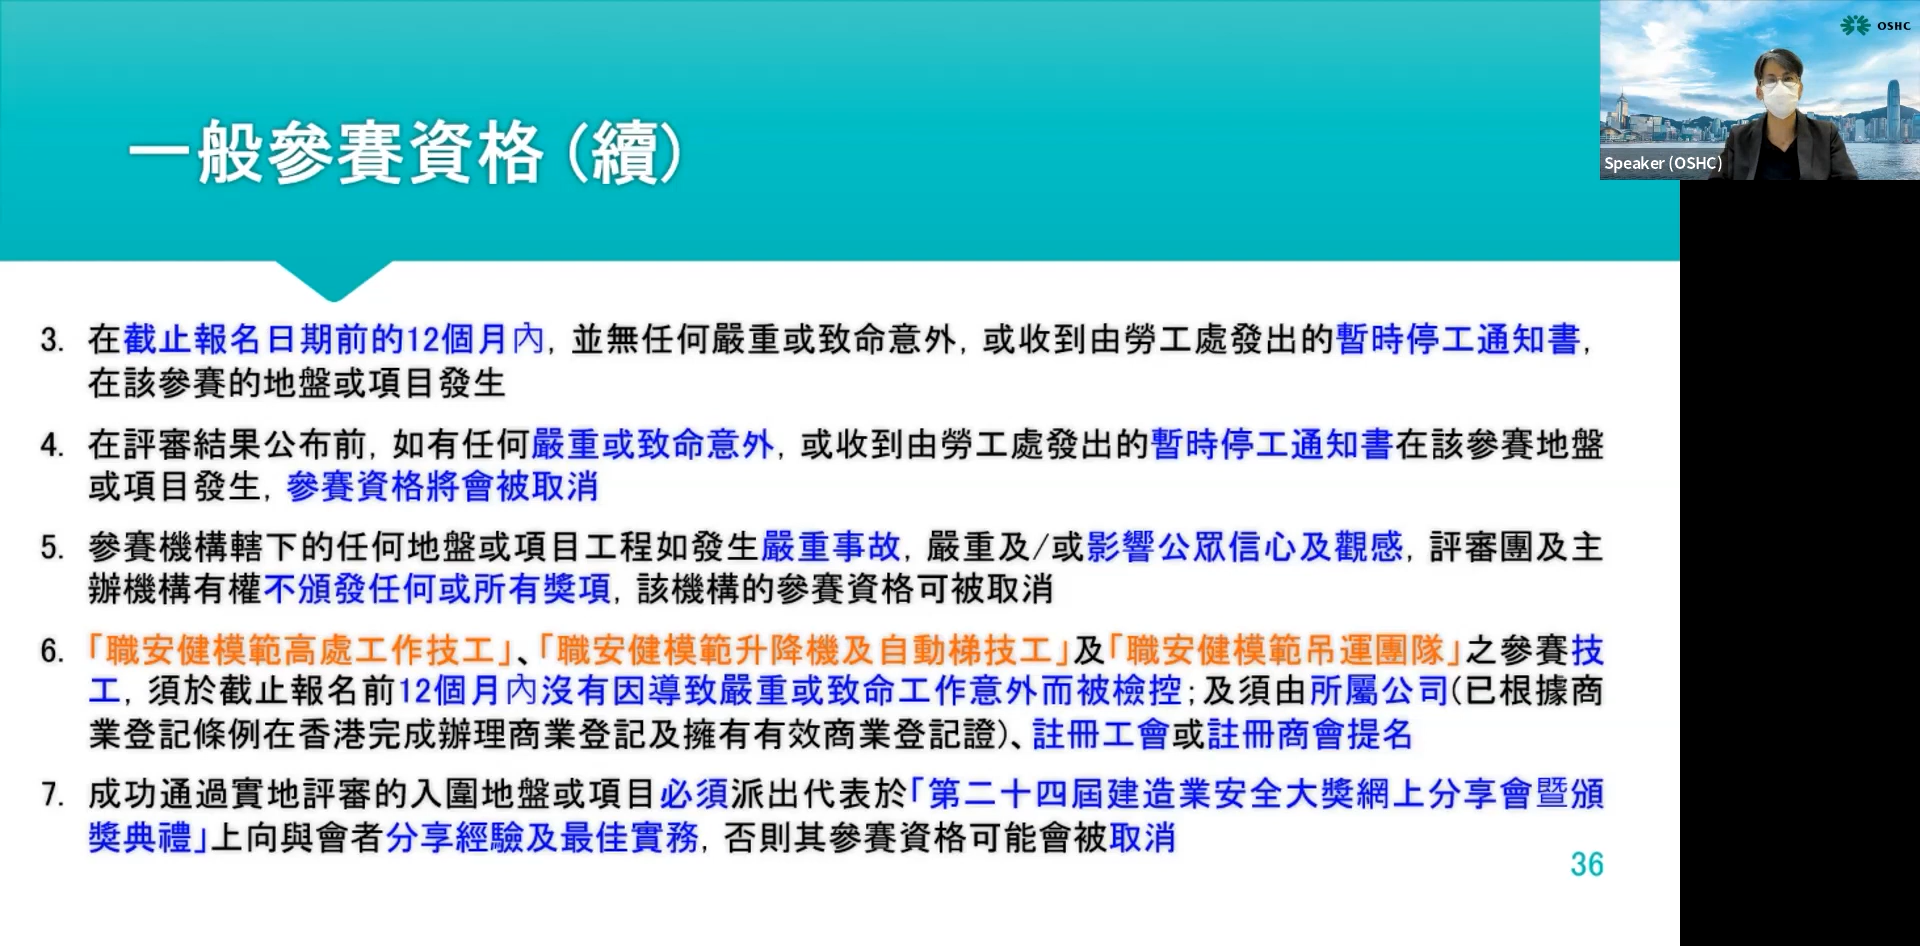 OSHC
Speaker (OSHC)
一般參賽資格 (續)
3. 在截止報名日期前的12個月內, 並無任何嚴重或致命意外, 或收到由勞工處發出的暫時停工通知書,
在該參賽的地盤或項目發生
4. 在評審結果公布前, 如有任何嚴重或致命意外, 或收到由勞工處發出的暫時停工通知書在該參賽地盤
或項目發生, 參賽資格將會被取消
5. 參賽機構轄下的任何地盤或項目工程如發生嚴重事故, 嚴重及/或影響公眾信心及觀感, 評審團及主
辦機構有權不頒發任何或所有獎項, 該機構的參賽資格可被取消
6. 「職安健模範高處工作技工」、「職安健模範升降機及自動梯技工」及「職安健模範吊運團隊」之參賽技
工, 須於截止報名前12個月內沒有因導致嚴重或致命工作意外而被檢控; 及須由所屬公司(已根據商
業登記條例在香港完成辦理商業登記及擁有有效商業登記證)、註冊工會或註冊商會提名
7. 成功通過實地評審的入圍地盤或項目必須派出代表於「第二十四屆建造業安全大獎網上分享會暨頒
獎典禮」上向與會者分享經驗及最佳實務, 否則其參賽資格可能會被取消
36